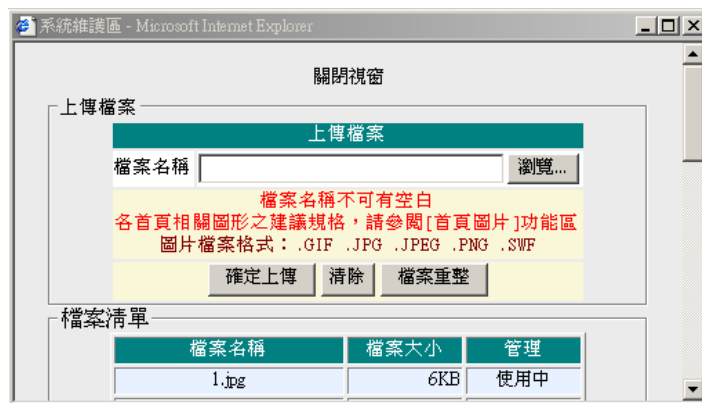 系統維護區 - Microsoft Internet Explorer
關閉視窗
上傳檔案
上傳檔案
檔案名稱 瀏覽...
檔案名稱不可有空白
各首頁相關圖形之建議規格,請參閱[首頁圖片]功能區
圖片檔案格式：.GIF .JPG .JPEG .PNG .SWF
確定上傳 清除 檔案重整
檔案清單
檔案名稱 檔案大小 管理
1.jpg 6KB 使用中